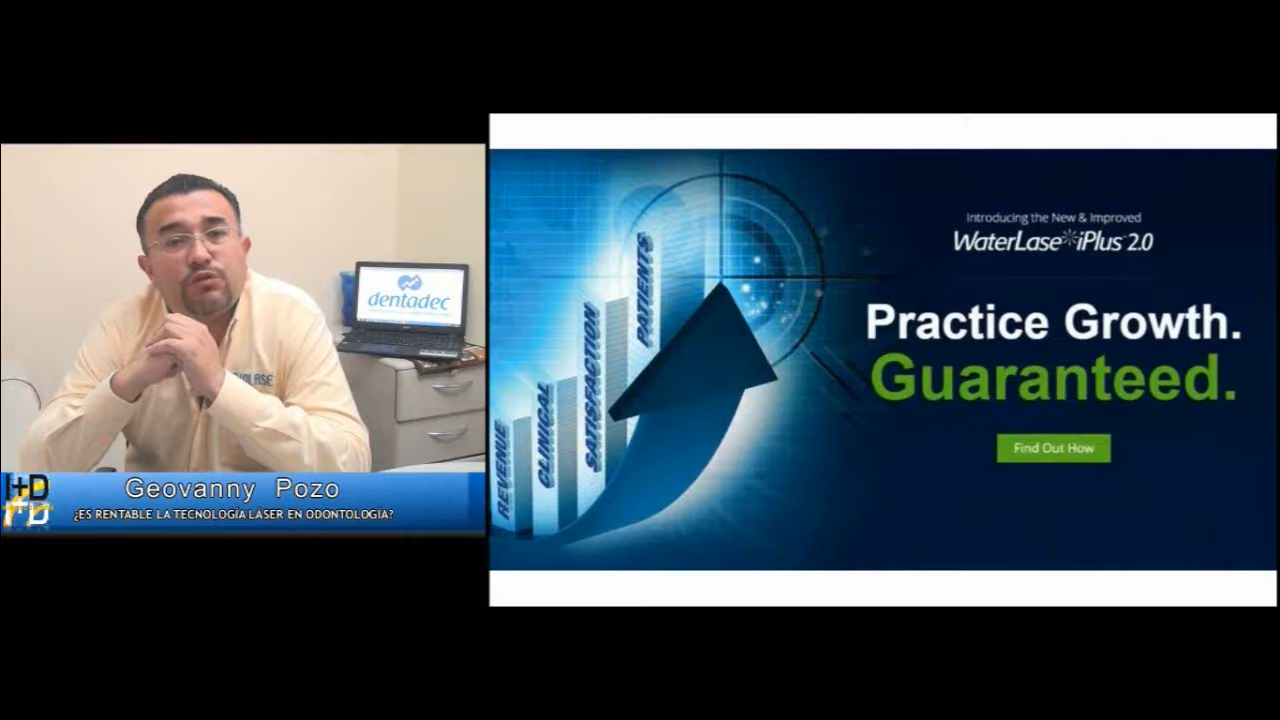 dentadec
I+D
Geovanny Pozo
¿ES RENTABLE LA TECNOLOGÍA LÁSER EN ODONTOLOGÍA?
REVENUE
CLINICAL
SATISFACTION
PATIENTS
Introducing the New & Improved
WaterLase iPlus 2.0
Practice Growth.
Guaranteed.
Find Out How